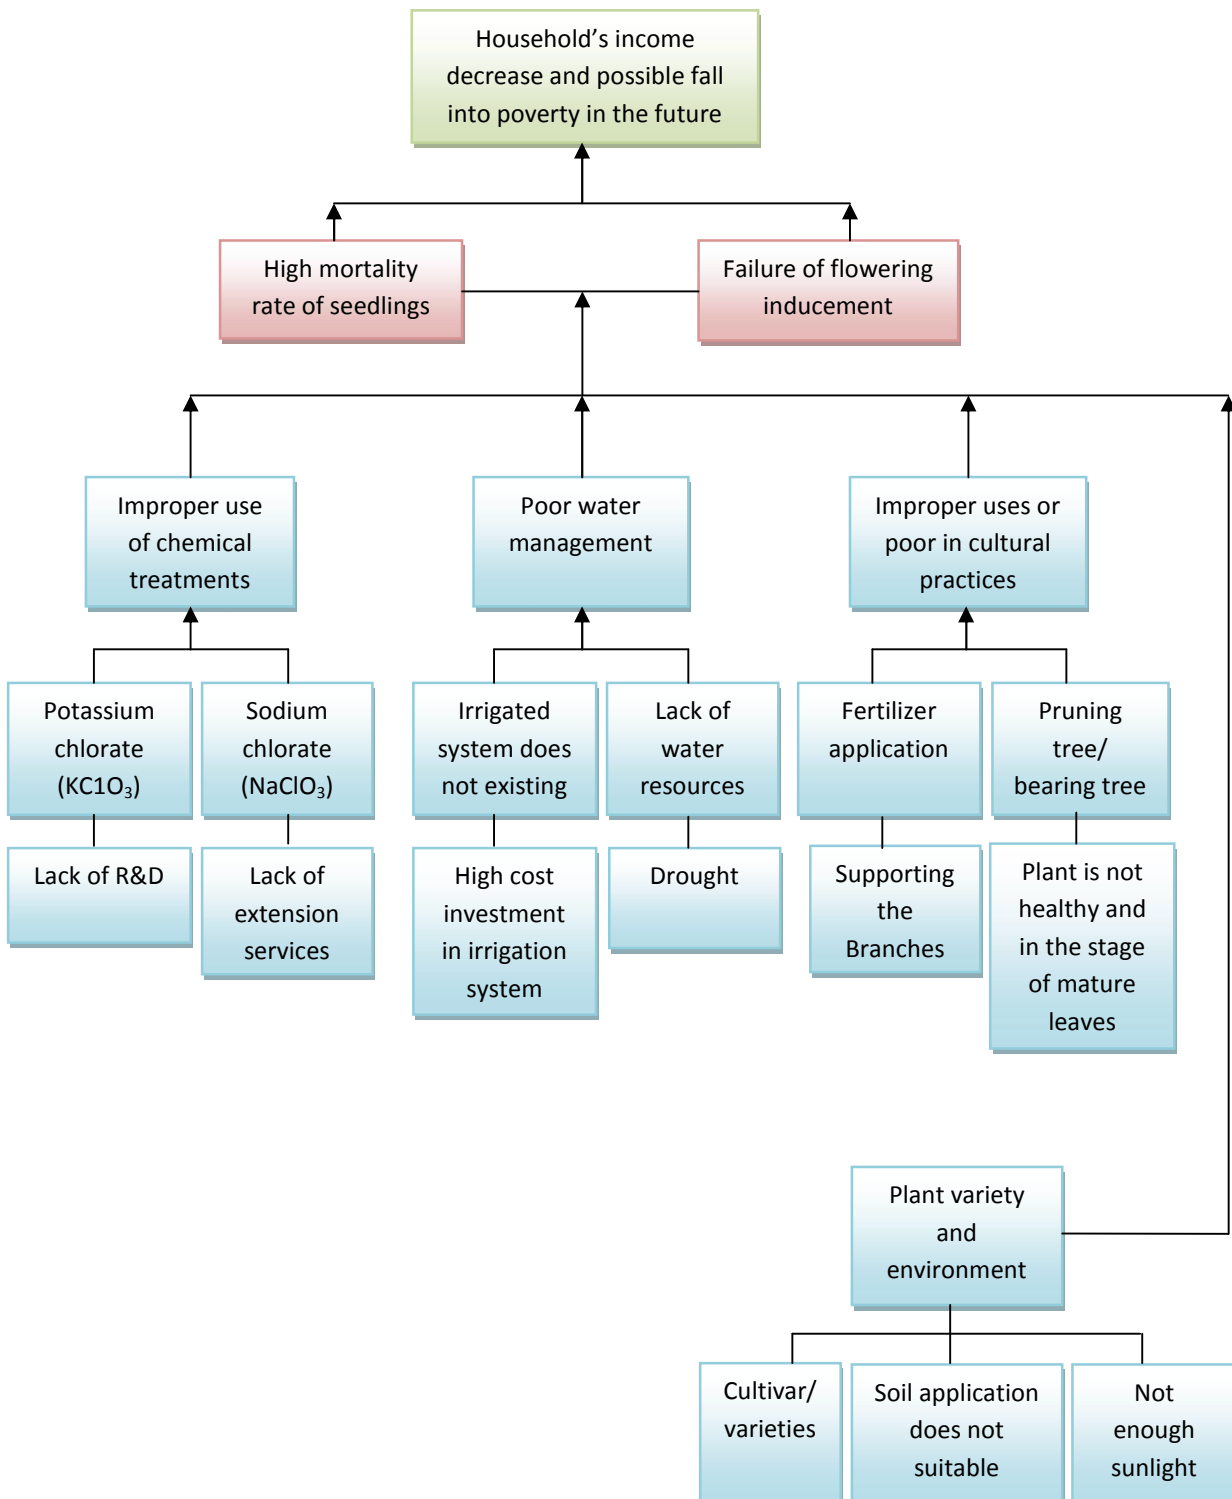 Household’s income
decrease and possible fall
into poverty in the future
High mortality
rate of seedlings
Failure of flowering
inducement
Improper use
of chemical
treatments
Poor water
management
Improper uses or
poor in cultural
practices
Potassium
chlorate
(KC1O₃)
Sodium
chlorate
(NaClO₃)
Irrigated
system does
not existing
Lack of
water
resources
Fertilizer
application
Pruning
tree/
bearing tree
Lack of R&D
Lack of
extension
services
High cost
investment
in irrigation
system
Drought
Supporting
the
Branches
Plant is not
healthy and
in the stage
of mature
leaves
Plant variety
and
environment
Cultivar/
varieties
Soil application
does not
suitable
Not
enough
sunlight